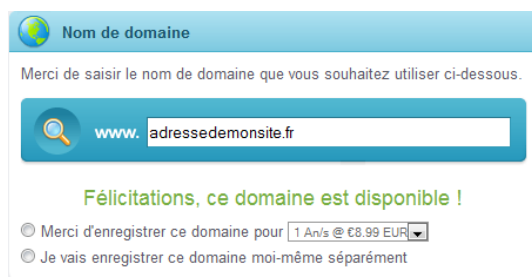 Nom de domaine
Merci de saisir le nom de domaine que vous souhaitez utiliser ci-dessous.
www. adressedemonsite.fr
Félicitations, ce domaine est disponible !
Merci d'enregistrer ce domaine pour 1 An/s @ €8.99 EUR
Je vais enregistrer ce domaine moi-même séparément